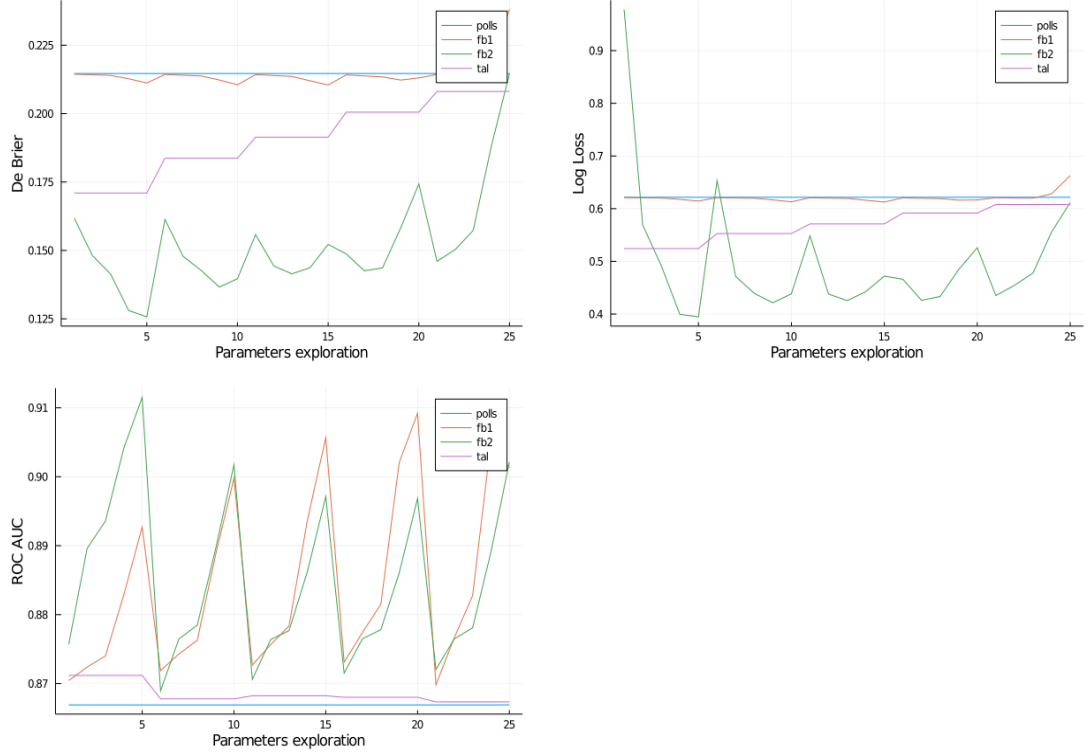 De Brier
0.225
0.200
0.175
0.150
0.125
5
10
15
20
25
Parameters exploration
polls
fb1
fb2
tal
Log Loss
0.9
0.8
0.7
0.6
0.5
0.4
5
10
15
20
25
Parameters exploration
polls
fb1
fb2
tal
ROC AUC
0.91
0.90
0.89
0.88
0.87
5
10
15
20
25
Parameters exploration
polls
fb1
fb2
tal